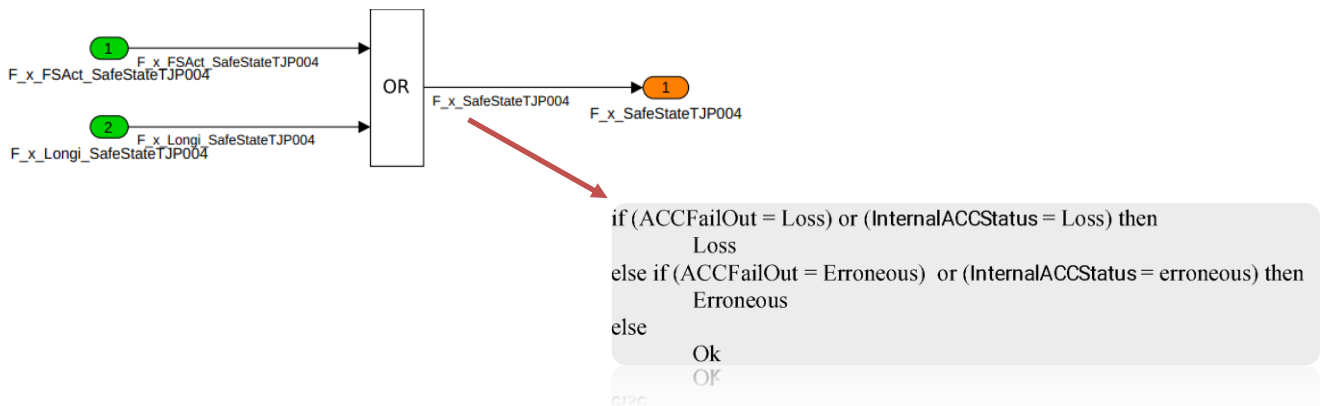 1
F_x_FSAct_SafeStateTJP004
F_x_FSAct_SafeStateTJP004
OR
F_x_SafeStateTJP004
1
F_x_SafeStateTJP004
2
F_x_Longi_SafeStateTJP004
F_x_Longi_SafeStateTJP004
if (ACCFailOut = Loss) or (InternalACCStatus = Loss) then
Loss
else if (ACCFailOut = Erroneous) or (InternalACCStatus = erroneous) then
Erroneous
else
Ok